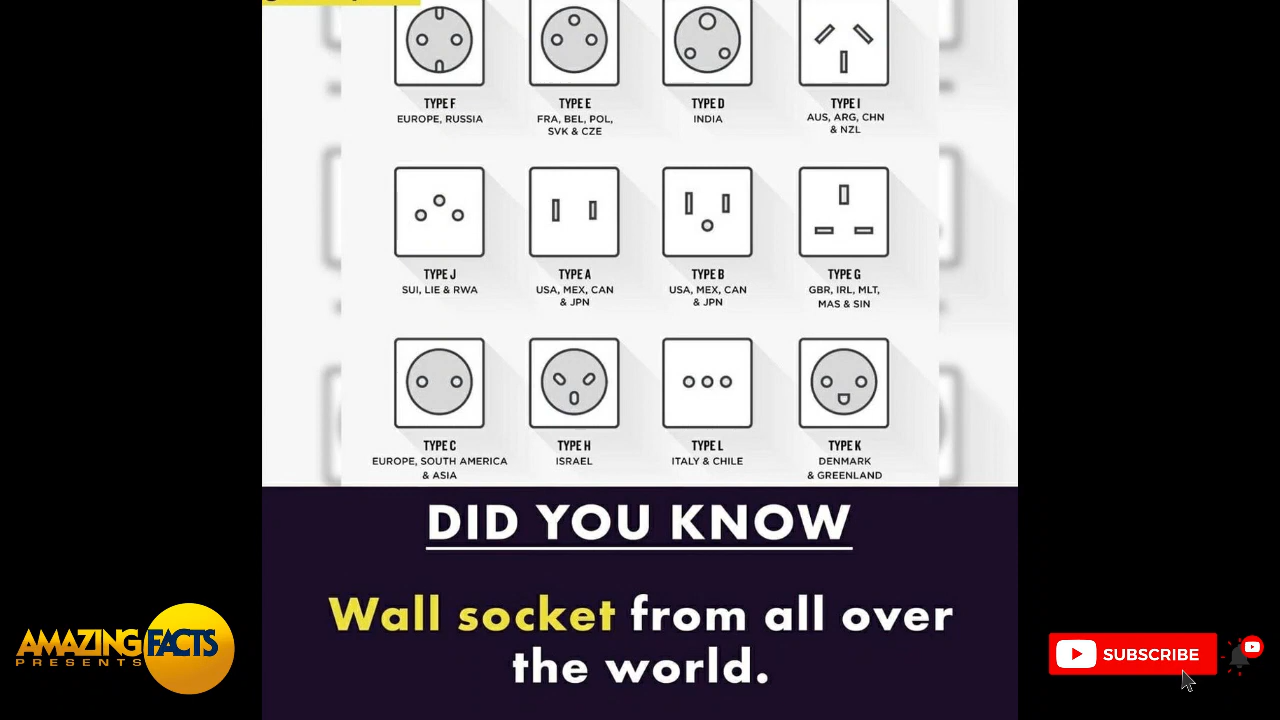 TYPE F
TYPE E
TYPE D
TYPE I
EUROPE, RUSSIA
FRA, BEL, POL,
SVK & CZE
INDIA
AUS, ARG, CHN
& NZL
TYPE J
TYPE A
TYPE B
TYPE G
SUI, LIE & RWA
USA, MEX, CAN
& JPN
USA, MEX, CAN
& JPN
GBR, IRL, MLT,
MAS & SIN
TYPE C
TYPE H
TYPE L
TYPE K
EUROPE, SOUTH AMERICA
& ASIA
ISRAEL
ITALY & CHILE
DENMARK
& GREENLAND
DID YOU KNOW
Wall socket from all over
the world.
AMAZING FACTS
PRESENTS
SUBSCRIBE